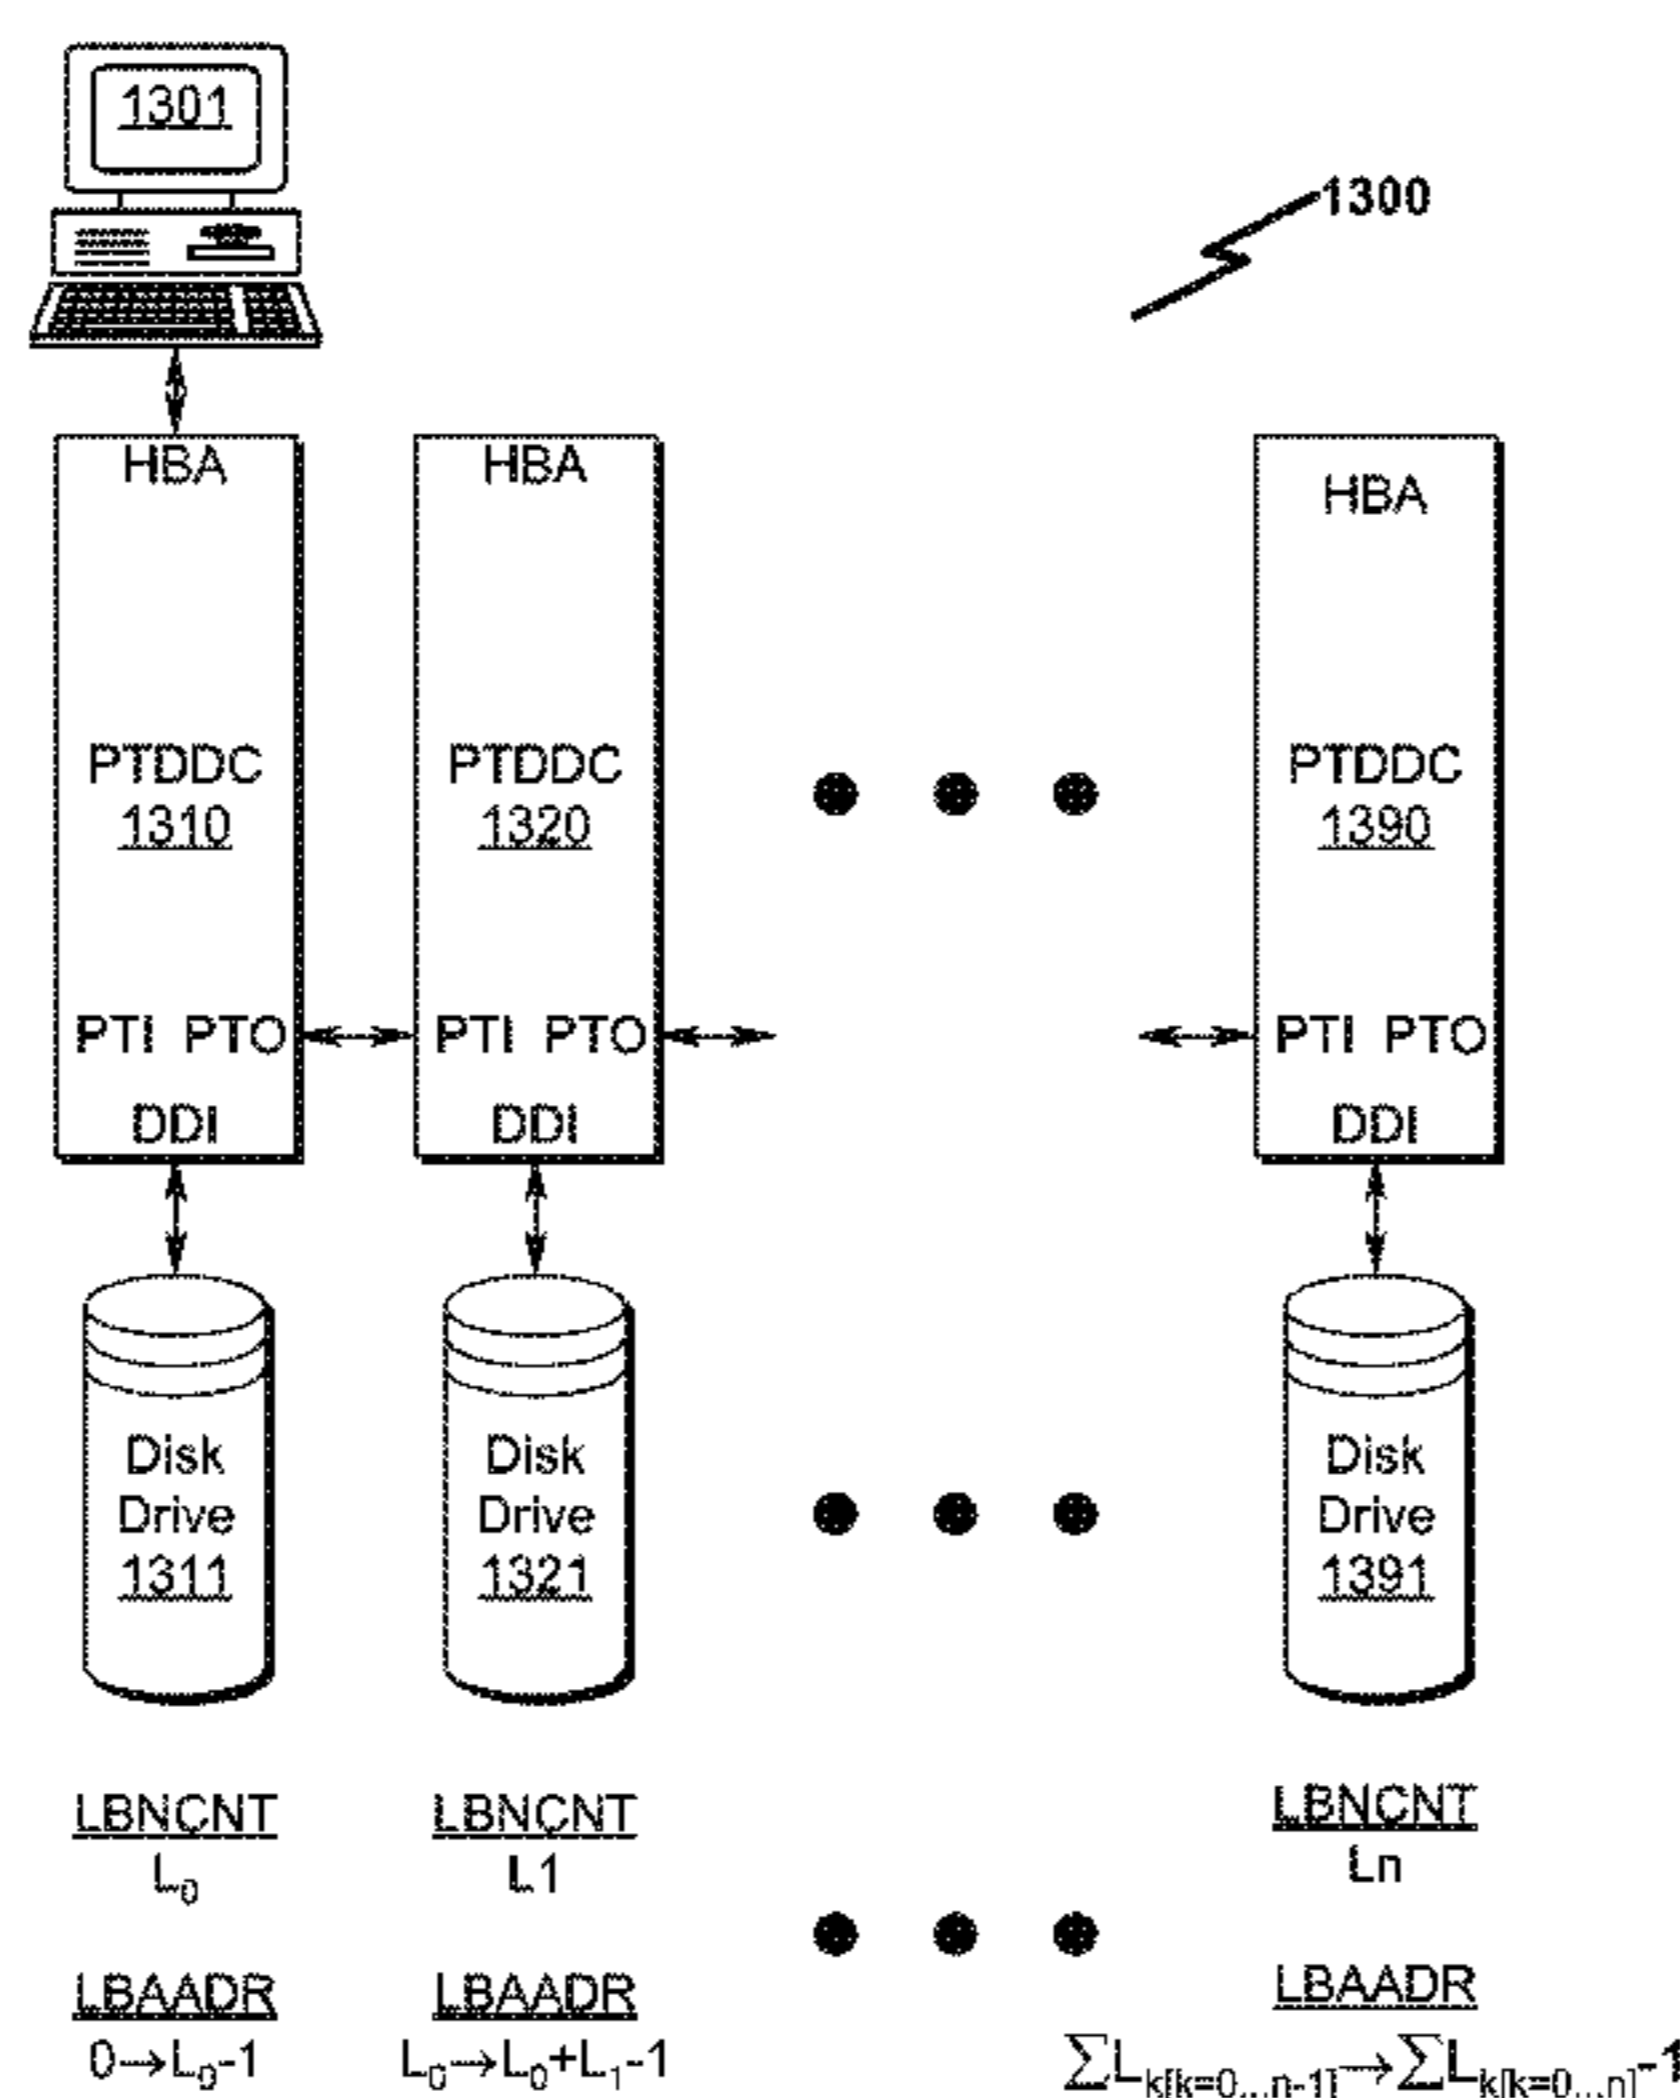 1301
1300
HBA
HBA
HBA
PTDDC
1310
PTDDC
1320
PTDDC
1390
PTI PTO
PTI PTO
PTI PTO
DDI
DDI
DDI
Disk
Drive
1311
Disk
Drive
1321
Disk
Drive
1391
LBNCNT
L₀
LBNCNT
L1
LBNCNT
Ln
LBAADR
0→L₀-1
LBAADR
L₀→L₀+L₁-1
LBAADR
∑Lk[k=0...n-1]→∑Lk[k=0...n]-1